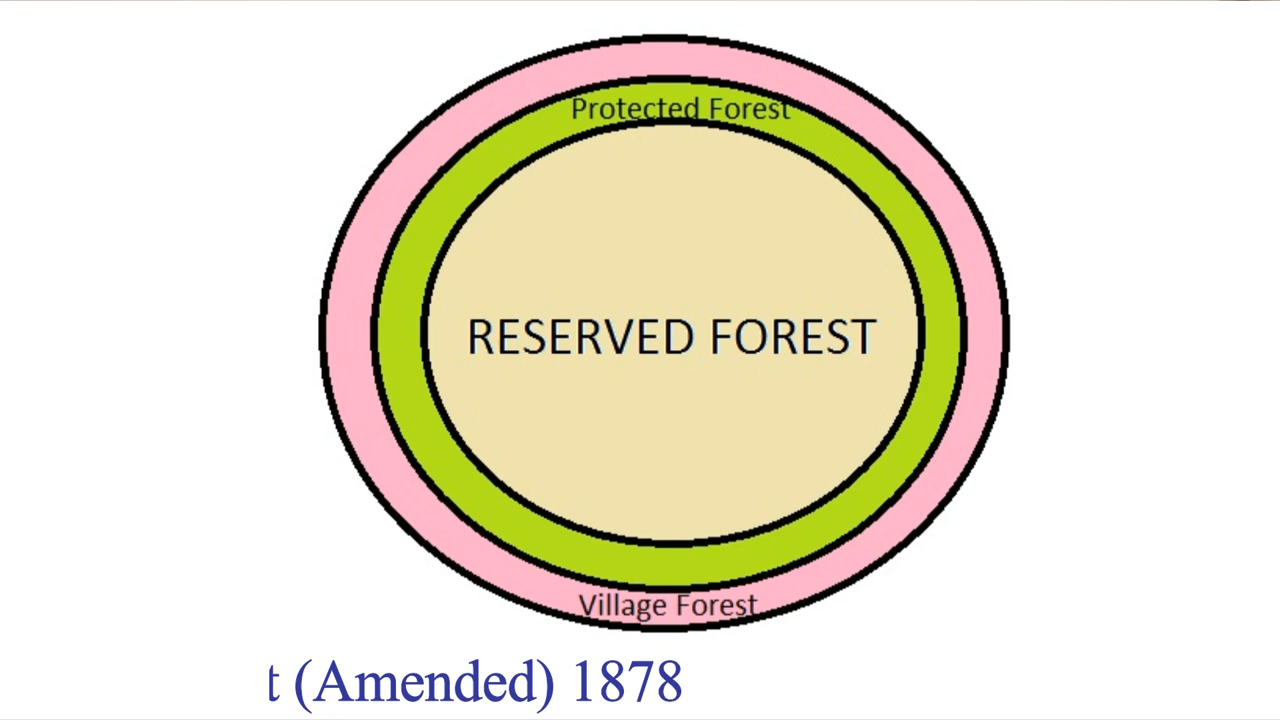 Protected Forest
RESERVED FOREST
Village Forest
t (Amended) 1878